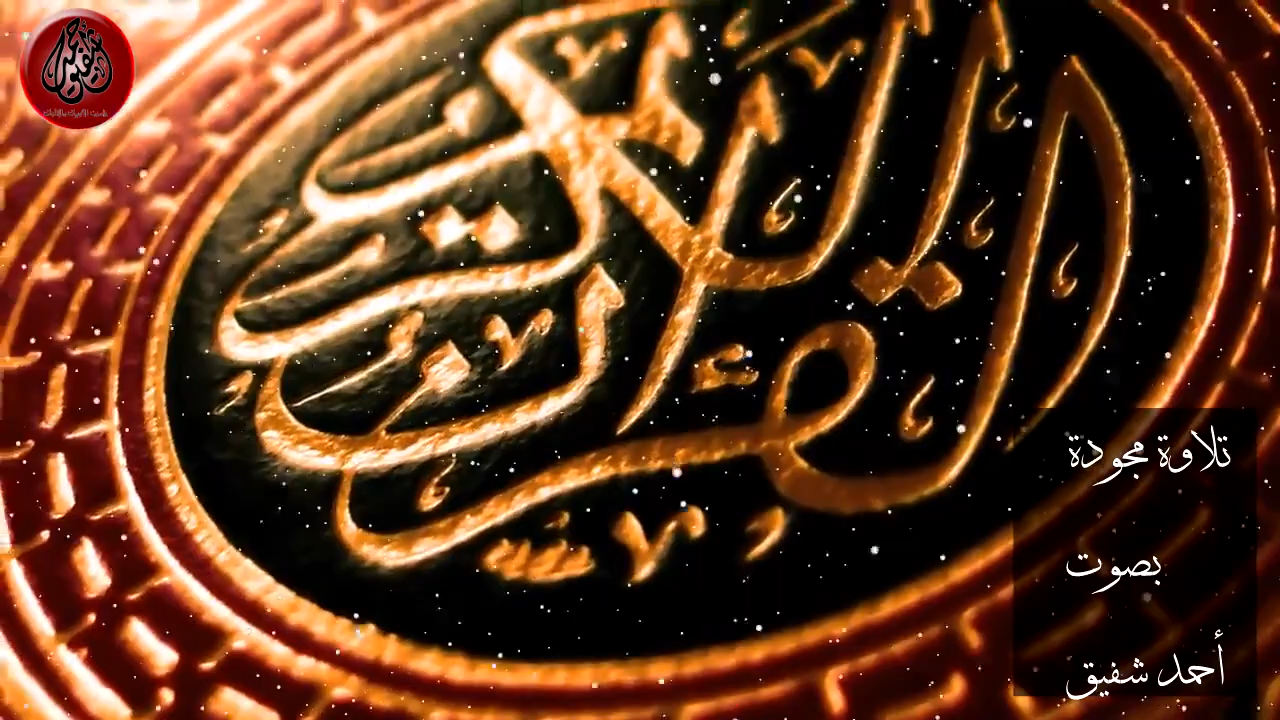 القرآن الكريم
تلاوة مجودة
بصوت
أحمد شفيق